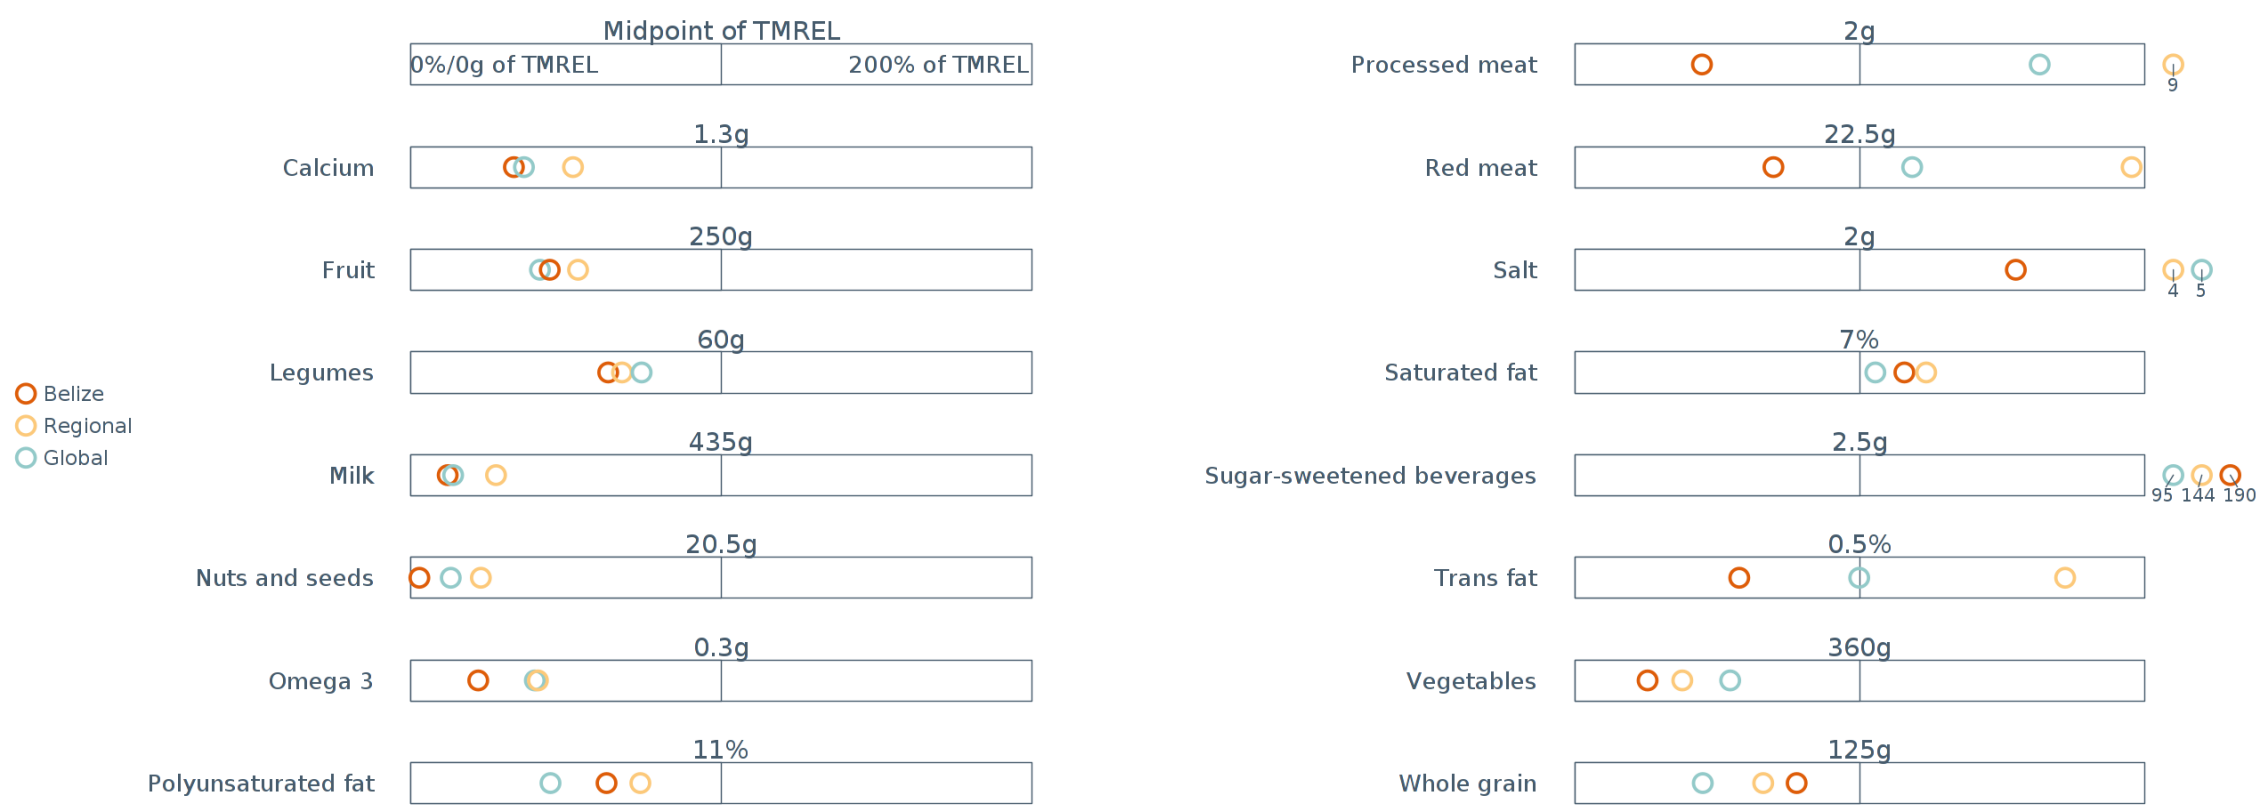 Midpoint of TMREL
0%/0g of TMREL
200% of TMREL
1.3g
Calcium
250g
Fruit
60g
Legumes
435g
Milk
20.5g
Nuts and seeds
0.3g
Omega 3
11%
Polyunsaturated fat
Belize
Regional
Global
2g
Processed meat
9
22.5g
Red meat
2g
Salt
4 5
7%
Saturated fat
2.5g
Sugar-sweetened beverages
95 144 190
0.5%
Trans fat
360g
Vegetables
125g
Whole grain